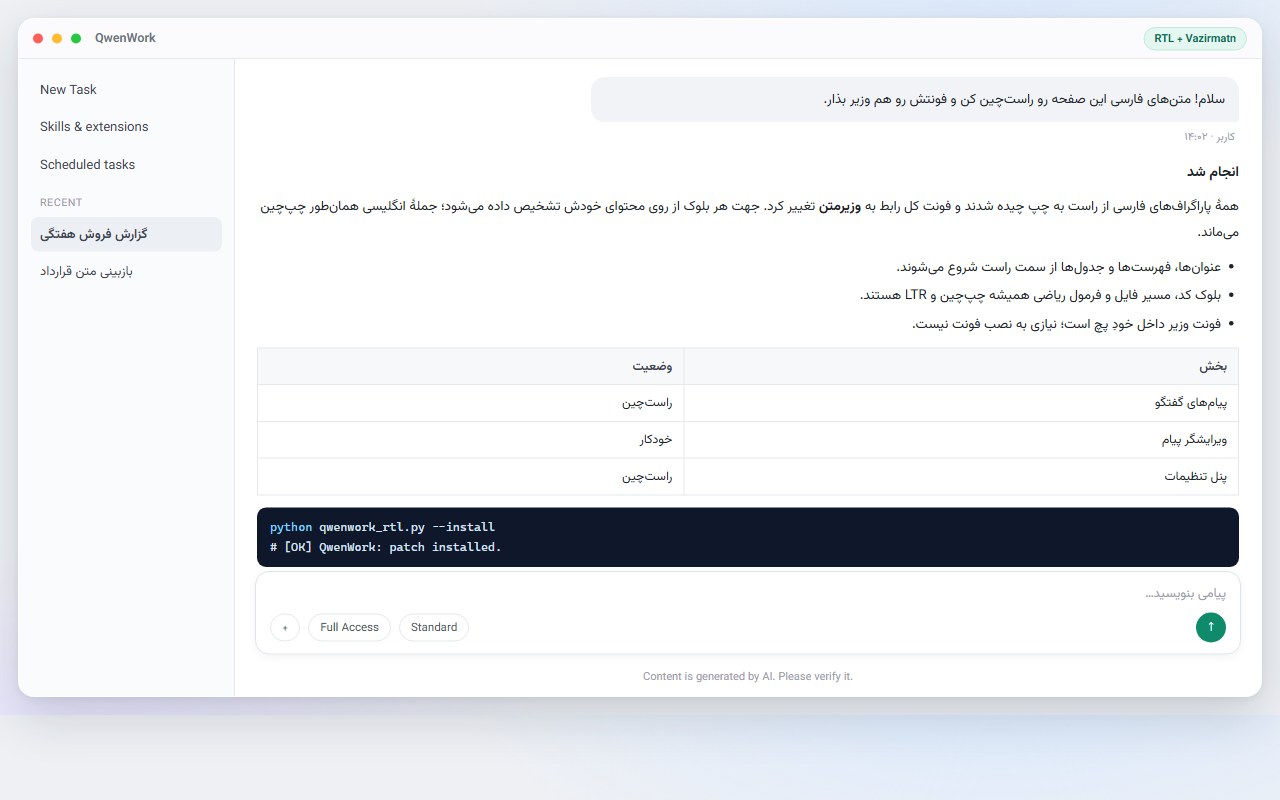 QwenWork
RTL + Vazirmatn
New Task
Skills & extensions
Scheduled tasks
RECENT
گزارش فروش هفتگی
بازبینی متن قرارداد
سلام! متن‌های فارسی این صفحه رو راست‌چین کن و فونتش رو هم وزیر بذار.
کاربر · ۱۴:۰۲
انجام شد
همهٔ پاراگراف‌های فارسی از راست به چپ چیده شدند و فونت کل رابط به وزیرمتن تغییر کرد. جهت هر بلوک از روی محتوای خودش تشخیص داده می‌شود؛ جملهٔ انگلیسی همان‌طور چپ‌چین
می‌ماند.
• عنوان‌ها، فهرست‌ها و جدول‌ها از سمت راست شروع می‌شوند.
• بلوک کد، مسیر فایل و فرمول ریاضی همیشه چپ‌چین و LTR هستند.
• فونت وزیر داخل خودِ پچ است؛ نیازی به نصب فونت نیست.
بخش وضعیت
پیام‌های گفتگو راست‌چین
ویرایشگر پیام خودکار
پنل تنظیمات راست‌چین
python qwenwork_rtl.py --install
# [OK] QwenWork: patch installed.
پیامی بنویسید…
+ Full Access Standard ↑
Content is generated by AI. Please verify it.